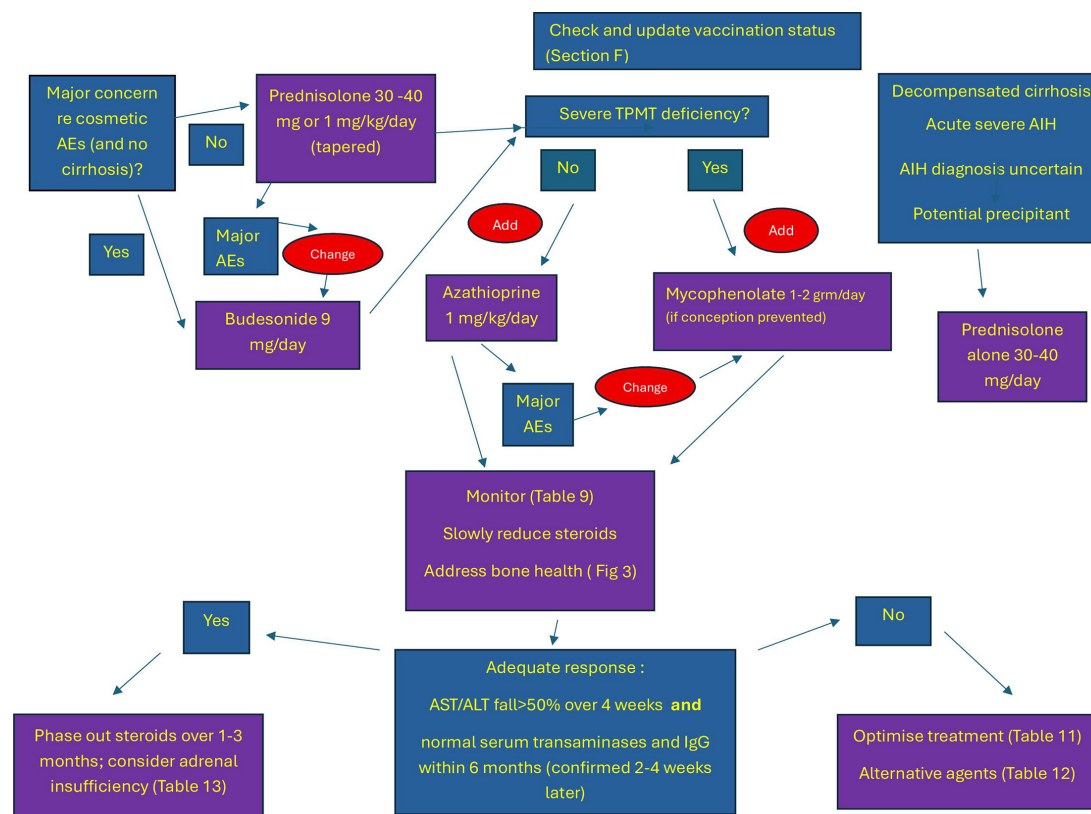 Check and update vaccination status
(Section F)
Major concern
re cosmetic
AEs (and no
cirrhosis)?
No
Yes
Prednisolone 30 -40
mg or 1 mg/kg/day
(tapered)
Major
AEs
Change
Budesonide 9
mg/day
Severe TPMT deficiency?
No
Yes
Add
Add
Azathioprine
1 mg/kg/day
Major
AEs
Change
Mycophenolate 1-2 grm/day
(if conception prevented)
Decompensated cirrhosis
Acute severe AIH
AIH diagnosis uncertain
Potential precipitant
Prednisolone
alone 30-40
mg/day
Monitor (Table 9)
Slowly reduce steroids
Address bone health ( Fig 3)
Yes
No
Adequate response :
AST/ALT fall>50% over 4 weeks and
normal serum transaminases and IgG
within 6 months (confirmed 2-4 weeks
later)
Phase out steroids over 1-3
months; consider adrenal
insufficiency (Table 13)
Optimise treatment (Table 11)
Alternative agents (Table 12)